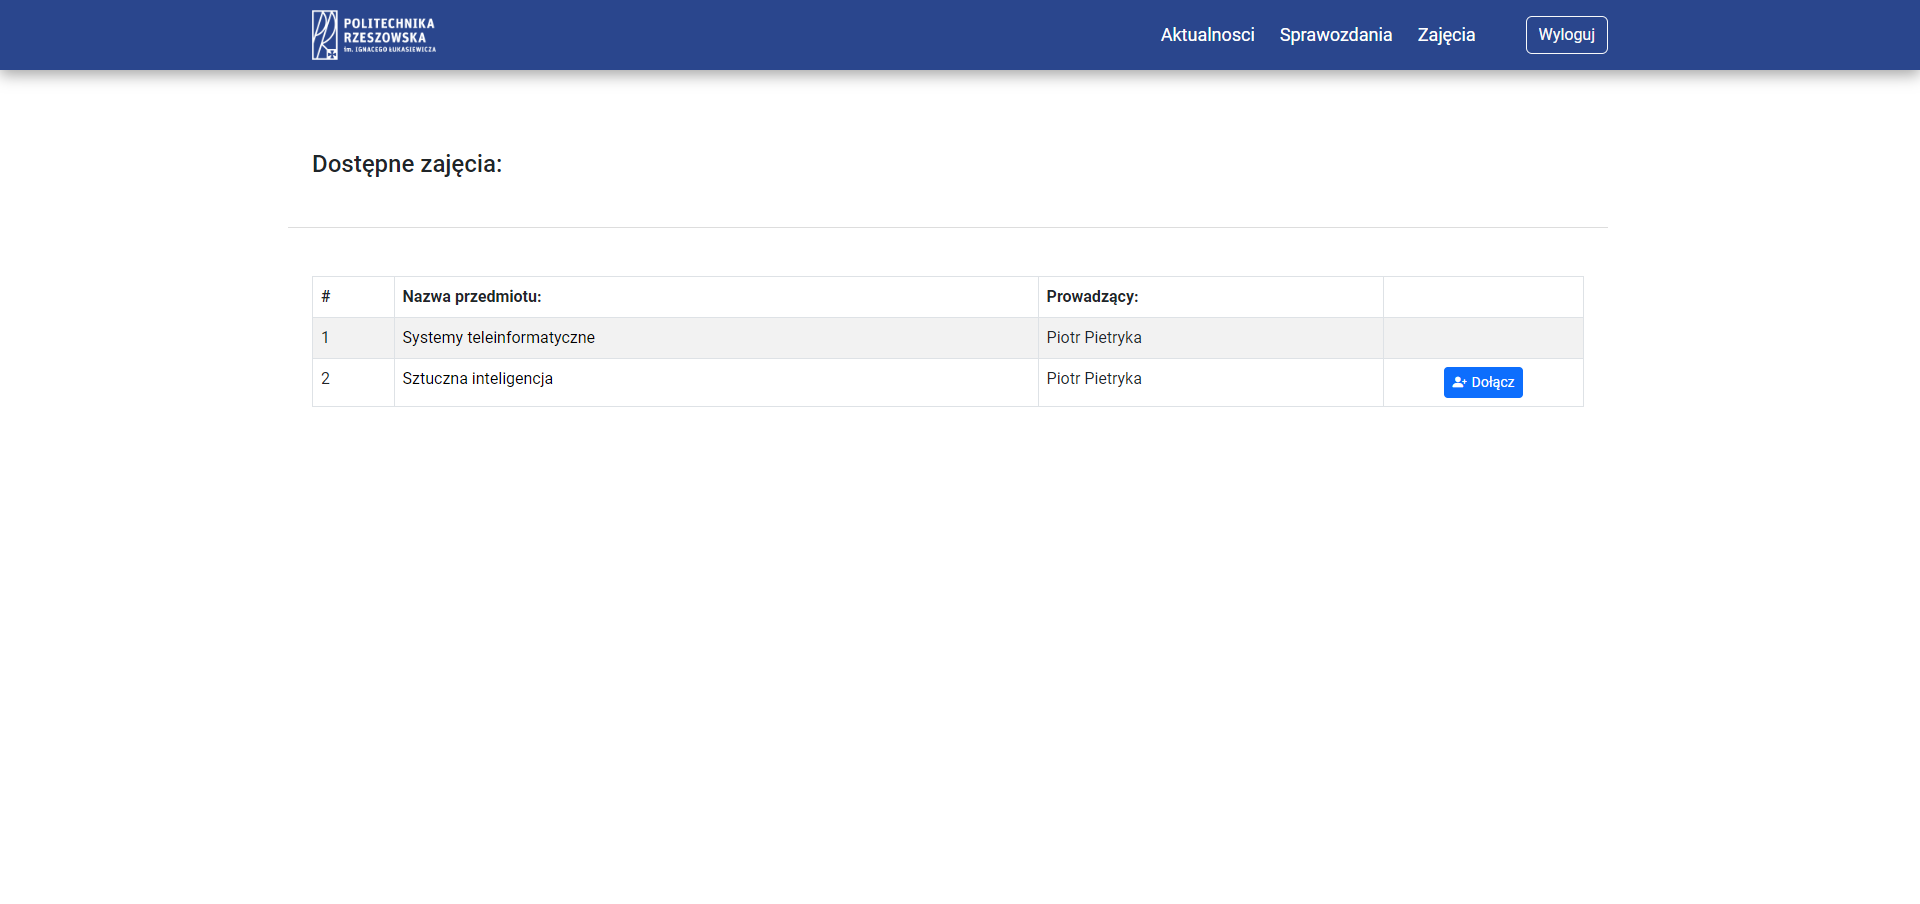 POLITECHNIKA
RZESZOWSKA
im. IGNACEGO ŁUKASIEWICZA
Aktualnosci Sprawozdania Zajęcia Wyloguj
Dostępne zajęcia:
# Nazwa przedmiotu: Prowadzący:
1 Systemy teleinformatyczne Piotr Pietryka
2 Sztuczna inteligencja Piotr Pietryka Dołącz